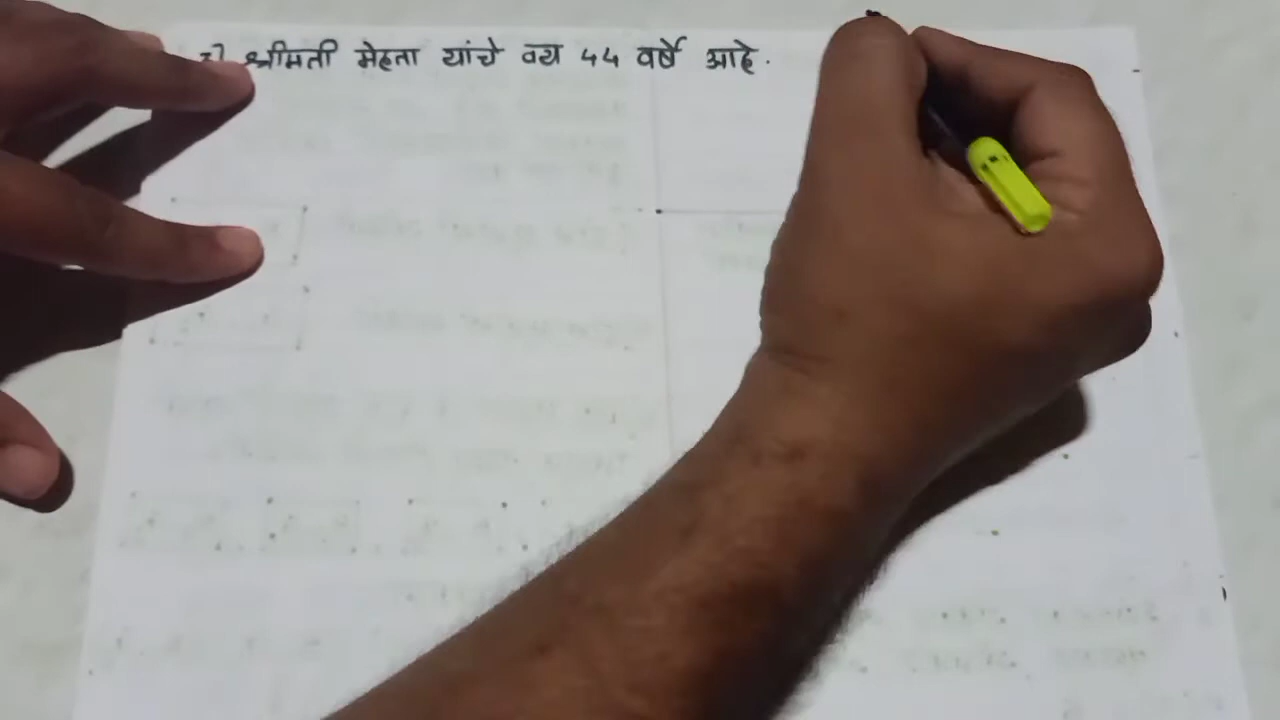 श्रीमती मेहता यांचे वय ५५ वर्षे आहे.